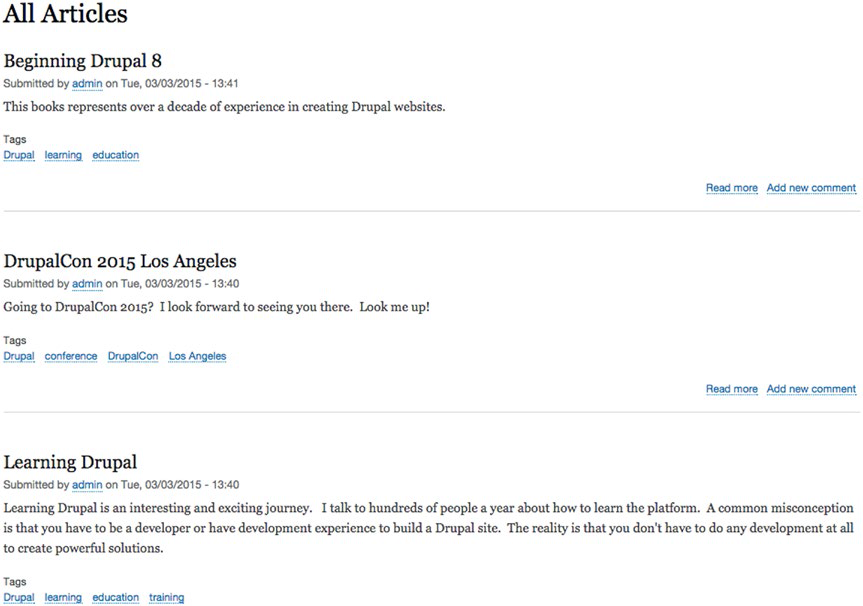 All Articles
Beginning Drupal 8
Submitted by admin on Tue, 03/03/2015 - 13:41
This books represents over a decade of experience in creating Drupal websites.
Tags
Drupal learning education
Read more Add new comment
DrupalCon 2015 Los Angeles
Submitted by admin on Tue, 03/03/2015 - 13:40
Going to DrupalCon 2015? I look forward to seeing you there. Look me up!
Tags
Drupal conference DrupalCon Los Angeles
Read more Add new comment
Learning Drupal
Submitted by admin on Tue, 03/03/2015 - 13:40
Learning Drupal is an interesting and exciting journey. I talk to hundreds of people a year about how to learn the platform. A common misconception
is that you have to be a developer or have development experience to build a Drupal site. The reality is that you don't have to do any development at all
to create powerful solutions.
Tags
Drupal learning education training